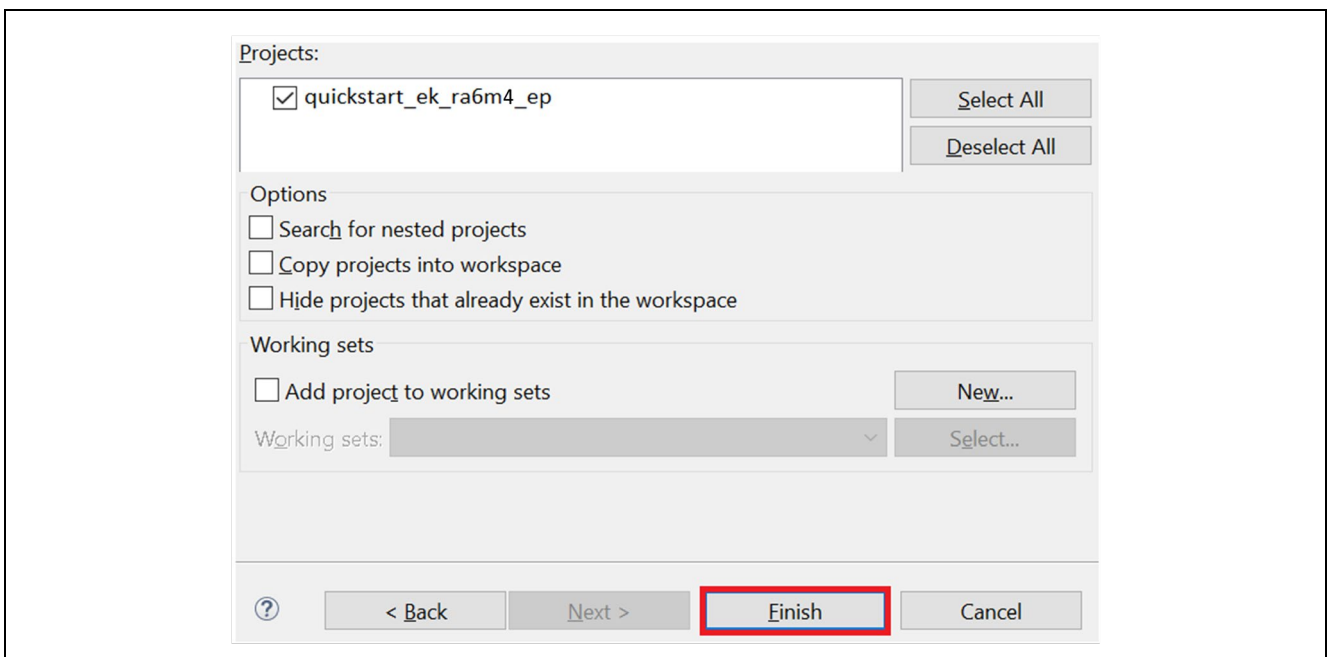 Projects:
quickstart_ek_ra6m4_ep
Select All
Deselect All
Options
Search for nested projects
Copy projects into workspace
Hide projects that already exist in the workspace
Working sets
Add project to working sets
New...
Working sets:
Select...
?
< Back
Next >
Finish
Cancel